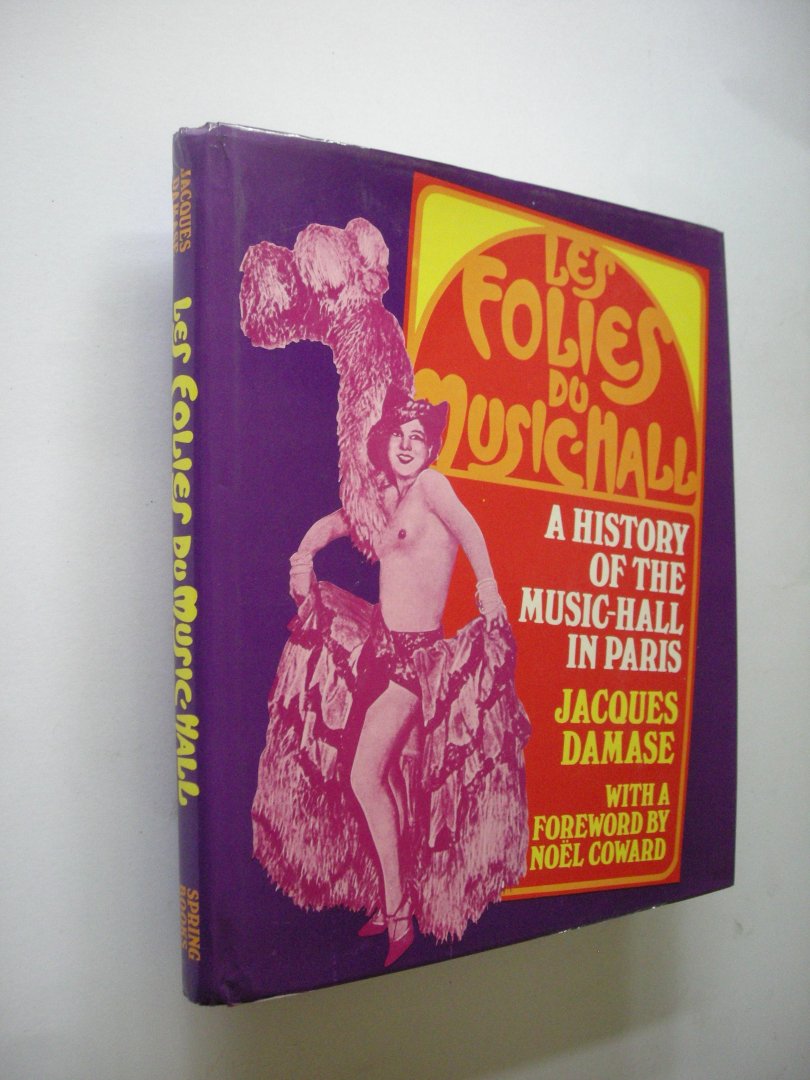 JACQUES
DAMASE
LES FOLIES DU MUSIC-HALL
SPRING
BOOKS
LES
FOLIES
DU
MUSIC-HALL
A HISTORY
OF THE
MUSIC-HALL
IN PARIS
JACQUES
DAMASE
WITH A
FOREWORD BY
NOËL COWARD